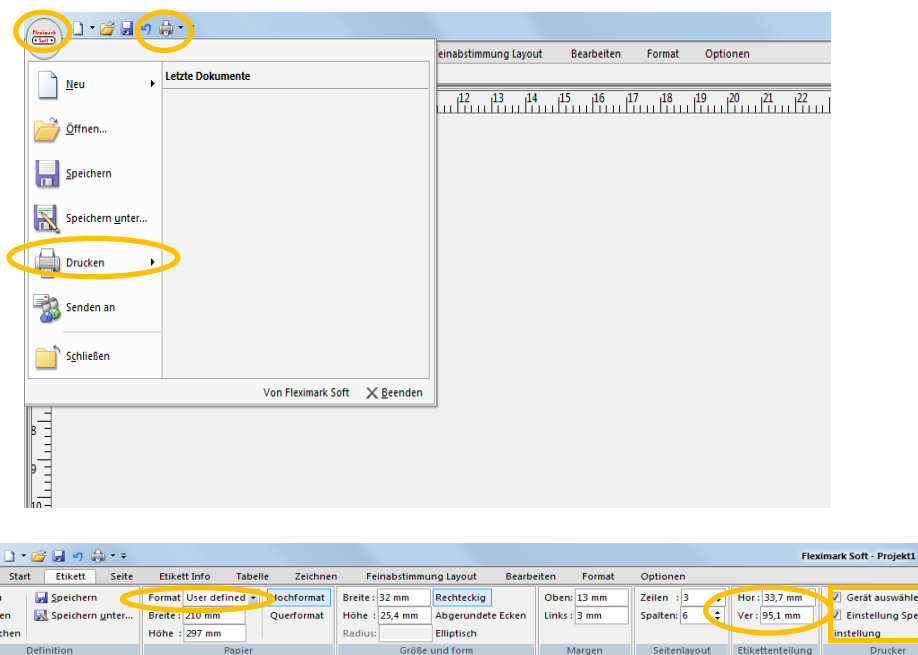 Fleximark
Soft
einabstimmung Layout Bearbeiten Format Optionen
Neu Letzte Dokumente
12 13 14 15 16 17 18 19 20 21 22
Öffnen...
Speichern
Speichern unter...
Drucken
Senden an
Schließen
Von Fleximark Soft Beenden
8
9
10
Fleximark Soft - Projekt1
Start Etikett Seite Etikett Info Tabelle Zeichnen Feinabstimmung Layout Bearbeiten Format Optionen
Speichern Format User defined Hochformat Breite : 32 mm Rechteckig Oben: 13 mm Zeilen : 3 Hor : 33,7 mm Gerät auswähle
en Speichern unter... Breite : 210 mm Querformat Höhe : 25,4 mm Abgerundete Ecken Links : 3 mm Spalten: 6 Ver : 95,1 mm Einstellung Spe
chen Höhe : 297 mm Radius: Elliptisch instellung
Definition Papier Größe und form Margen Seitenlayout Etikettenteilung Drucker